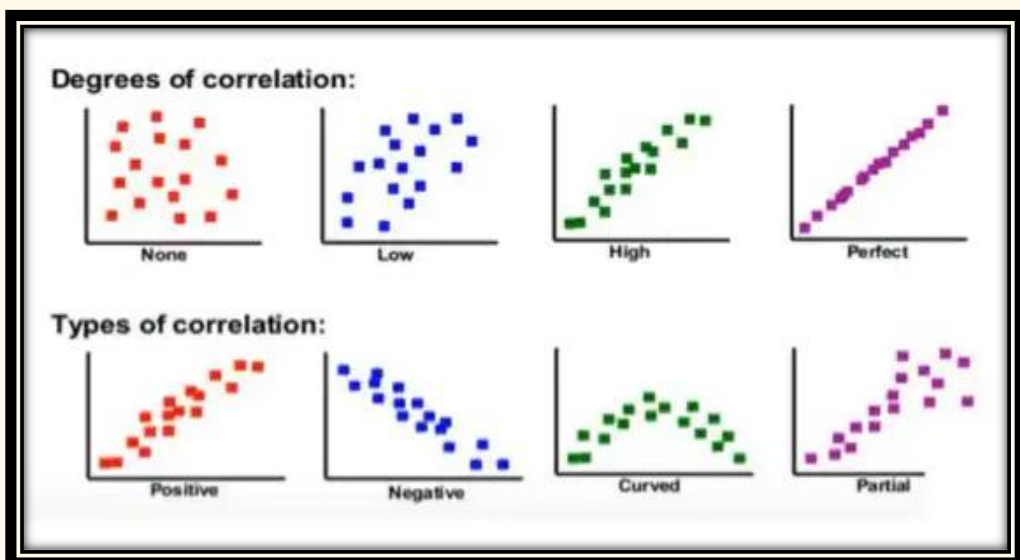 Degrees of correlation:
None Low High Perfect
Types of correlation:
Positive Negative Curved Partial